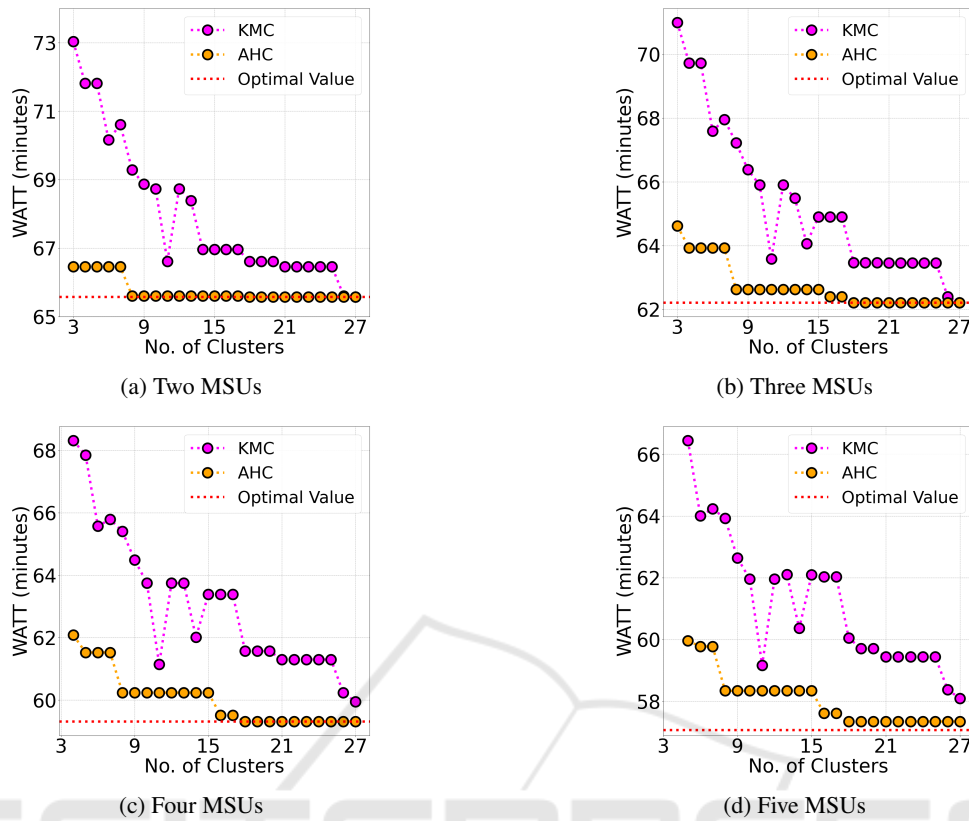 73
71
69
67
65
WATT (minutes)
KMC
AHC
Optimal Value
3 9 15 21 27
No. of Clusters
(a) Two MSUs
70
68
66
64
62
WATT (minutes)
KMC
AHC
Optimal Value
3 9 15 21 27
No. of Clusters
(b) Three MSUs
68
66
64
62
60
WATT (minutes)
KMC
AHC
Optimal Value
3 9 15 21 27
No. of Clusters
(c) Four MSUs
66
64
62
60
58
WATT (minutes)
KMC
AHC
Optimal Value
3 9 15 21 27
No. of Clusters
(d) Five MSUs